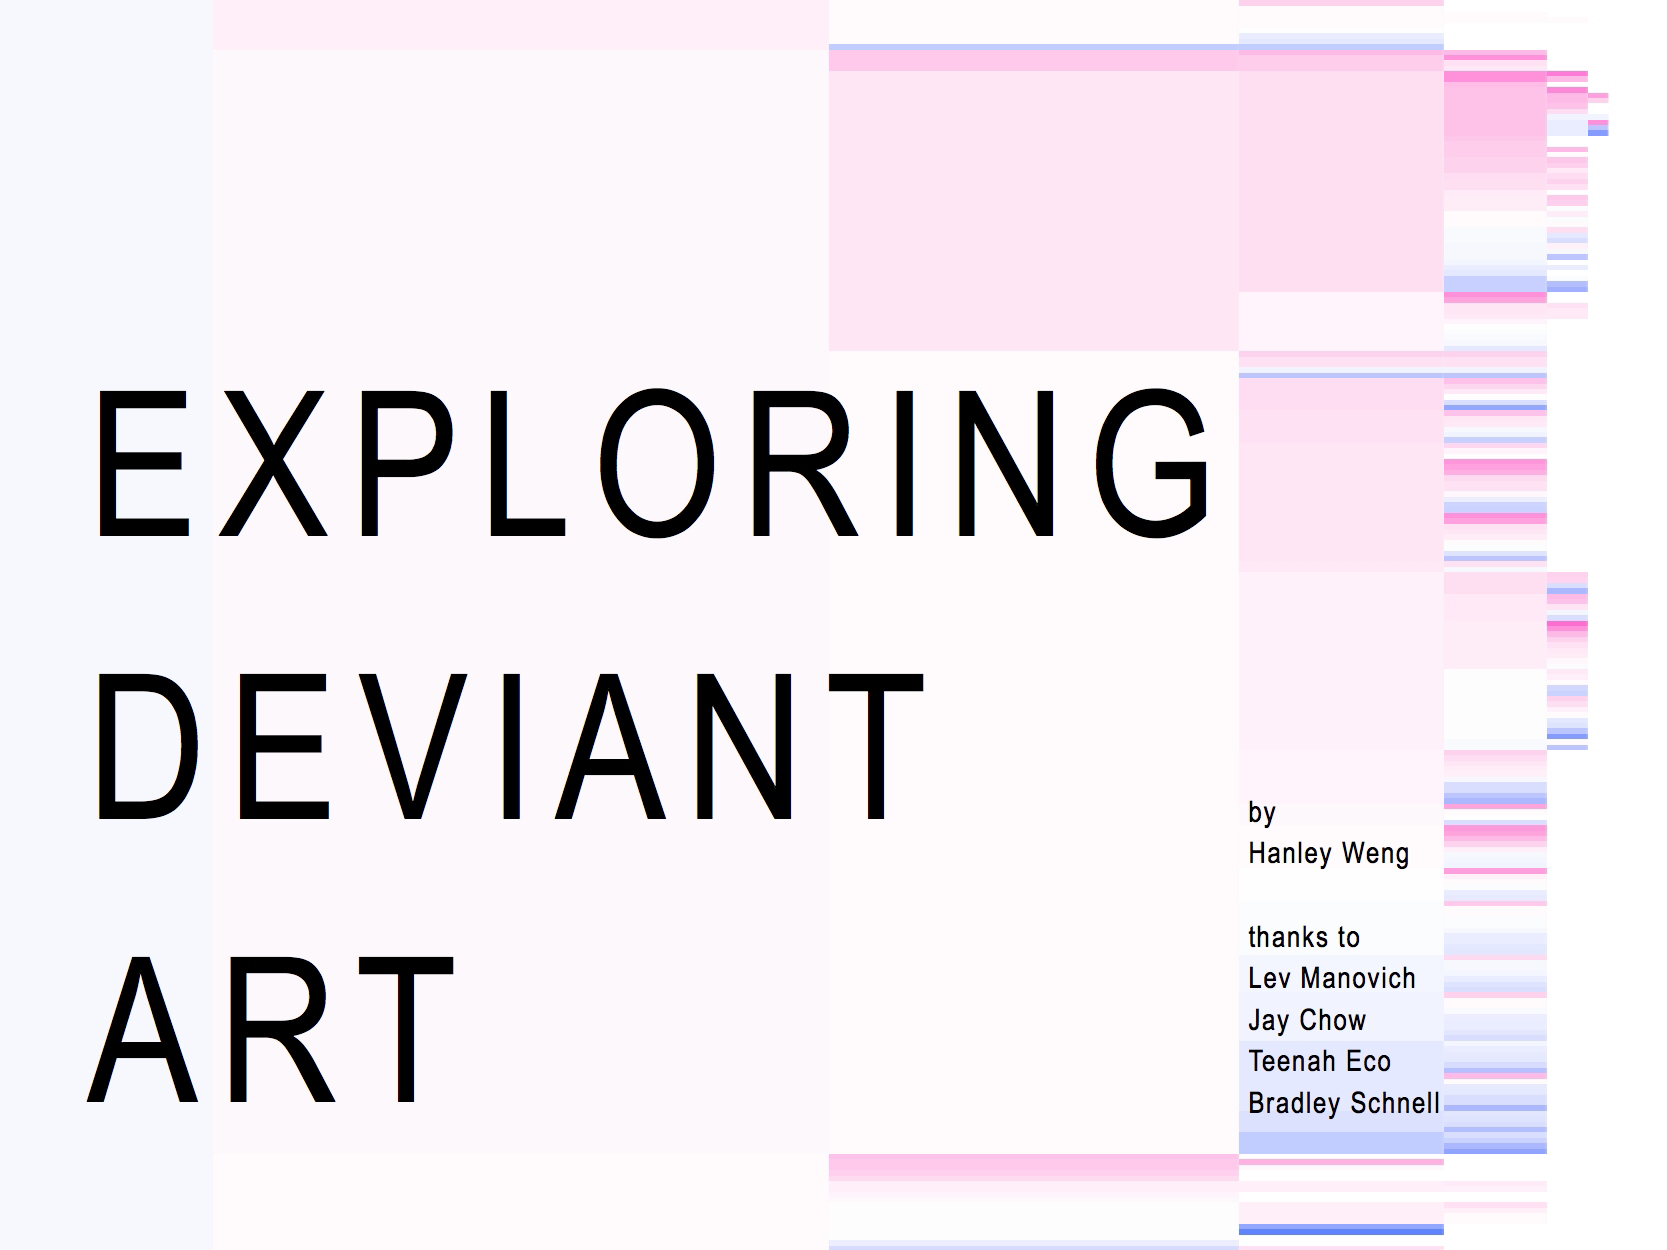 EXPLORING
DEVIANT
ART
by
Hanley Weng
thanks to
Lev Manovich
Jay Chow
Teenah Eco
Bradley Schnell